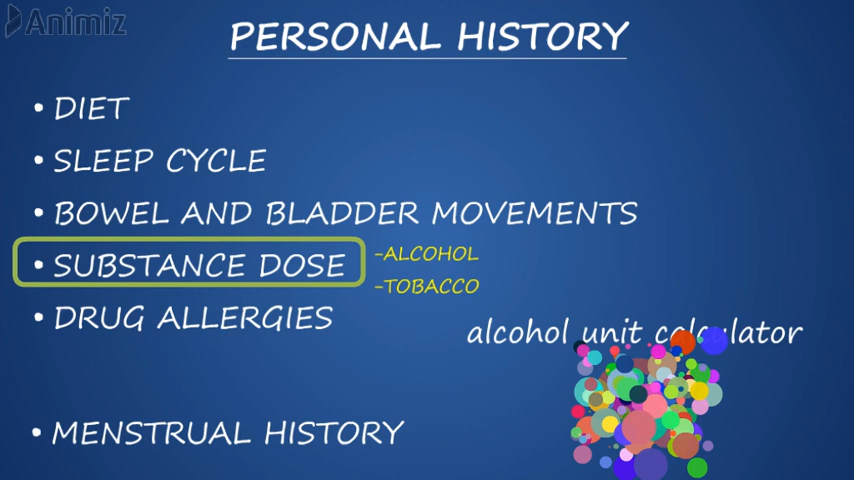 Animiz
PERSONAL HISTORY
• DIET
• SLEEP CYCLE
• BOWEL AND BLADDER MOVEMENTS
• SUBSTANCE DOSE
-ALCOHOL
-TOBACCO
• DRUG ALLERGIES
alcohol unit calculator
• MENSTRUAL HISTORY